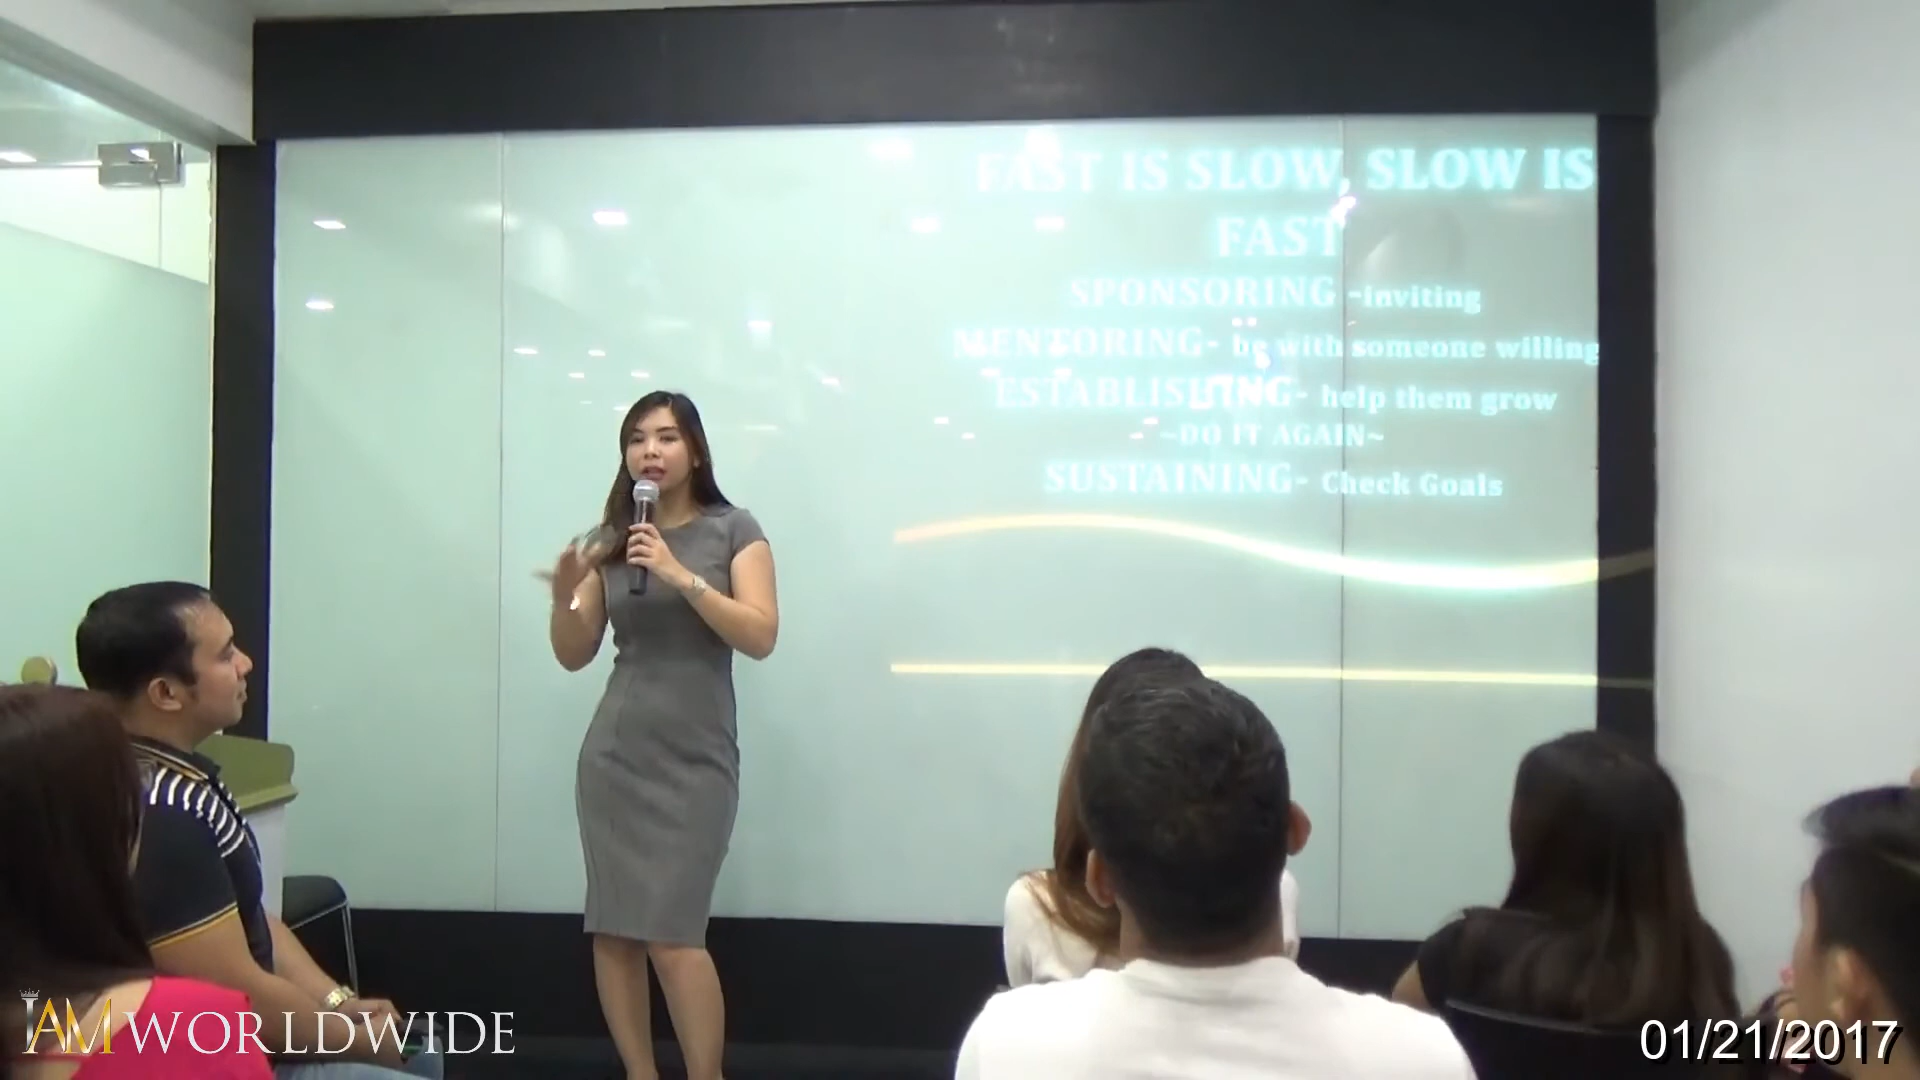 FAST IS SLOW, SLOW IS
FAST
SPONSORING -inviting
MENTORING- be with someone willing
ESTABLISHING- help them grow
~DO IT AGAIN~
SUSTAINING- Check Goals
IAM WORLDWIDE
01/21/2017